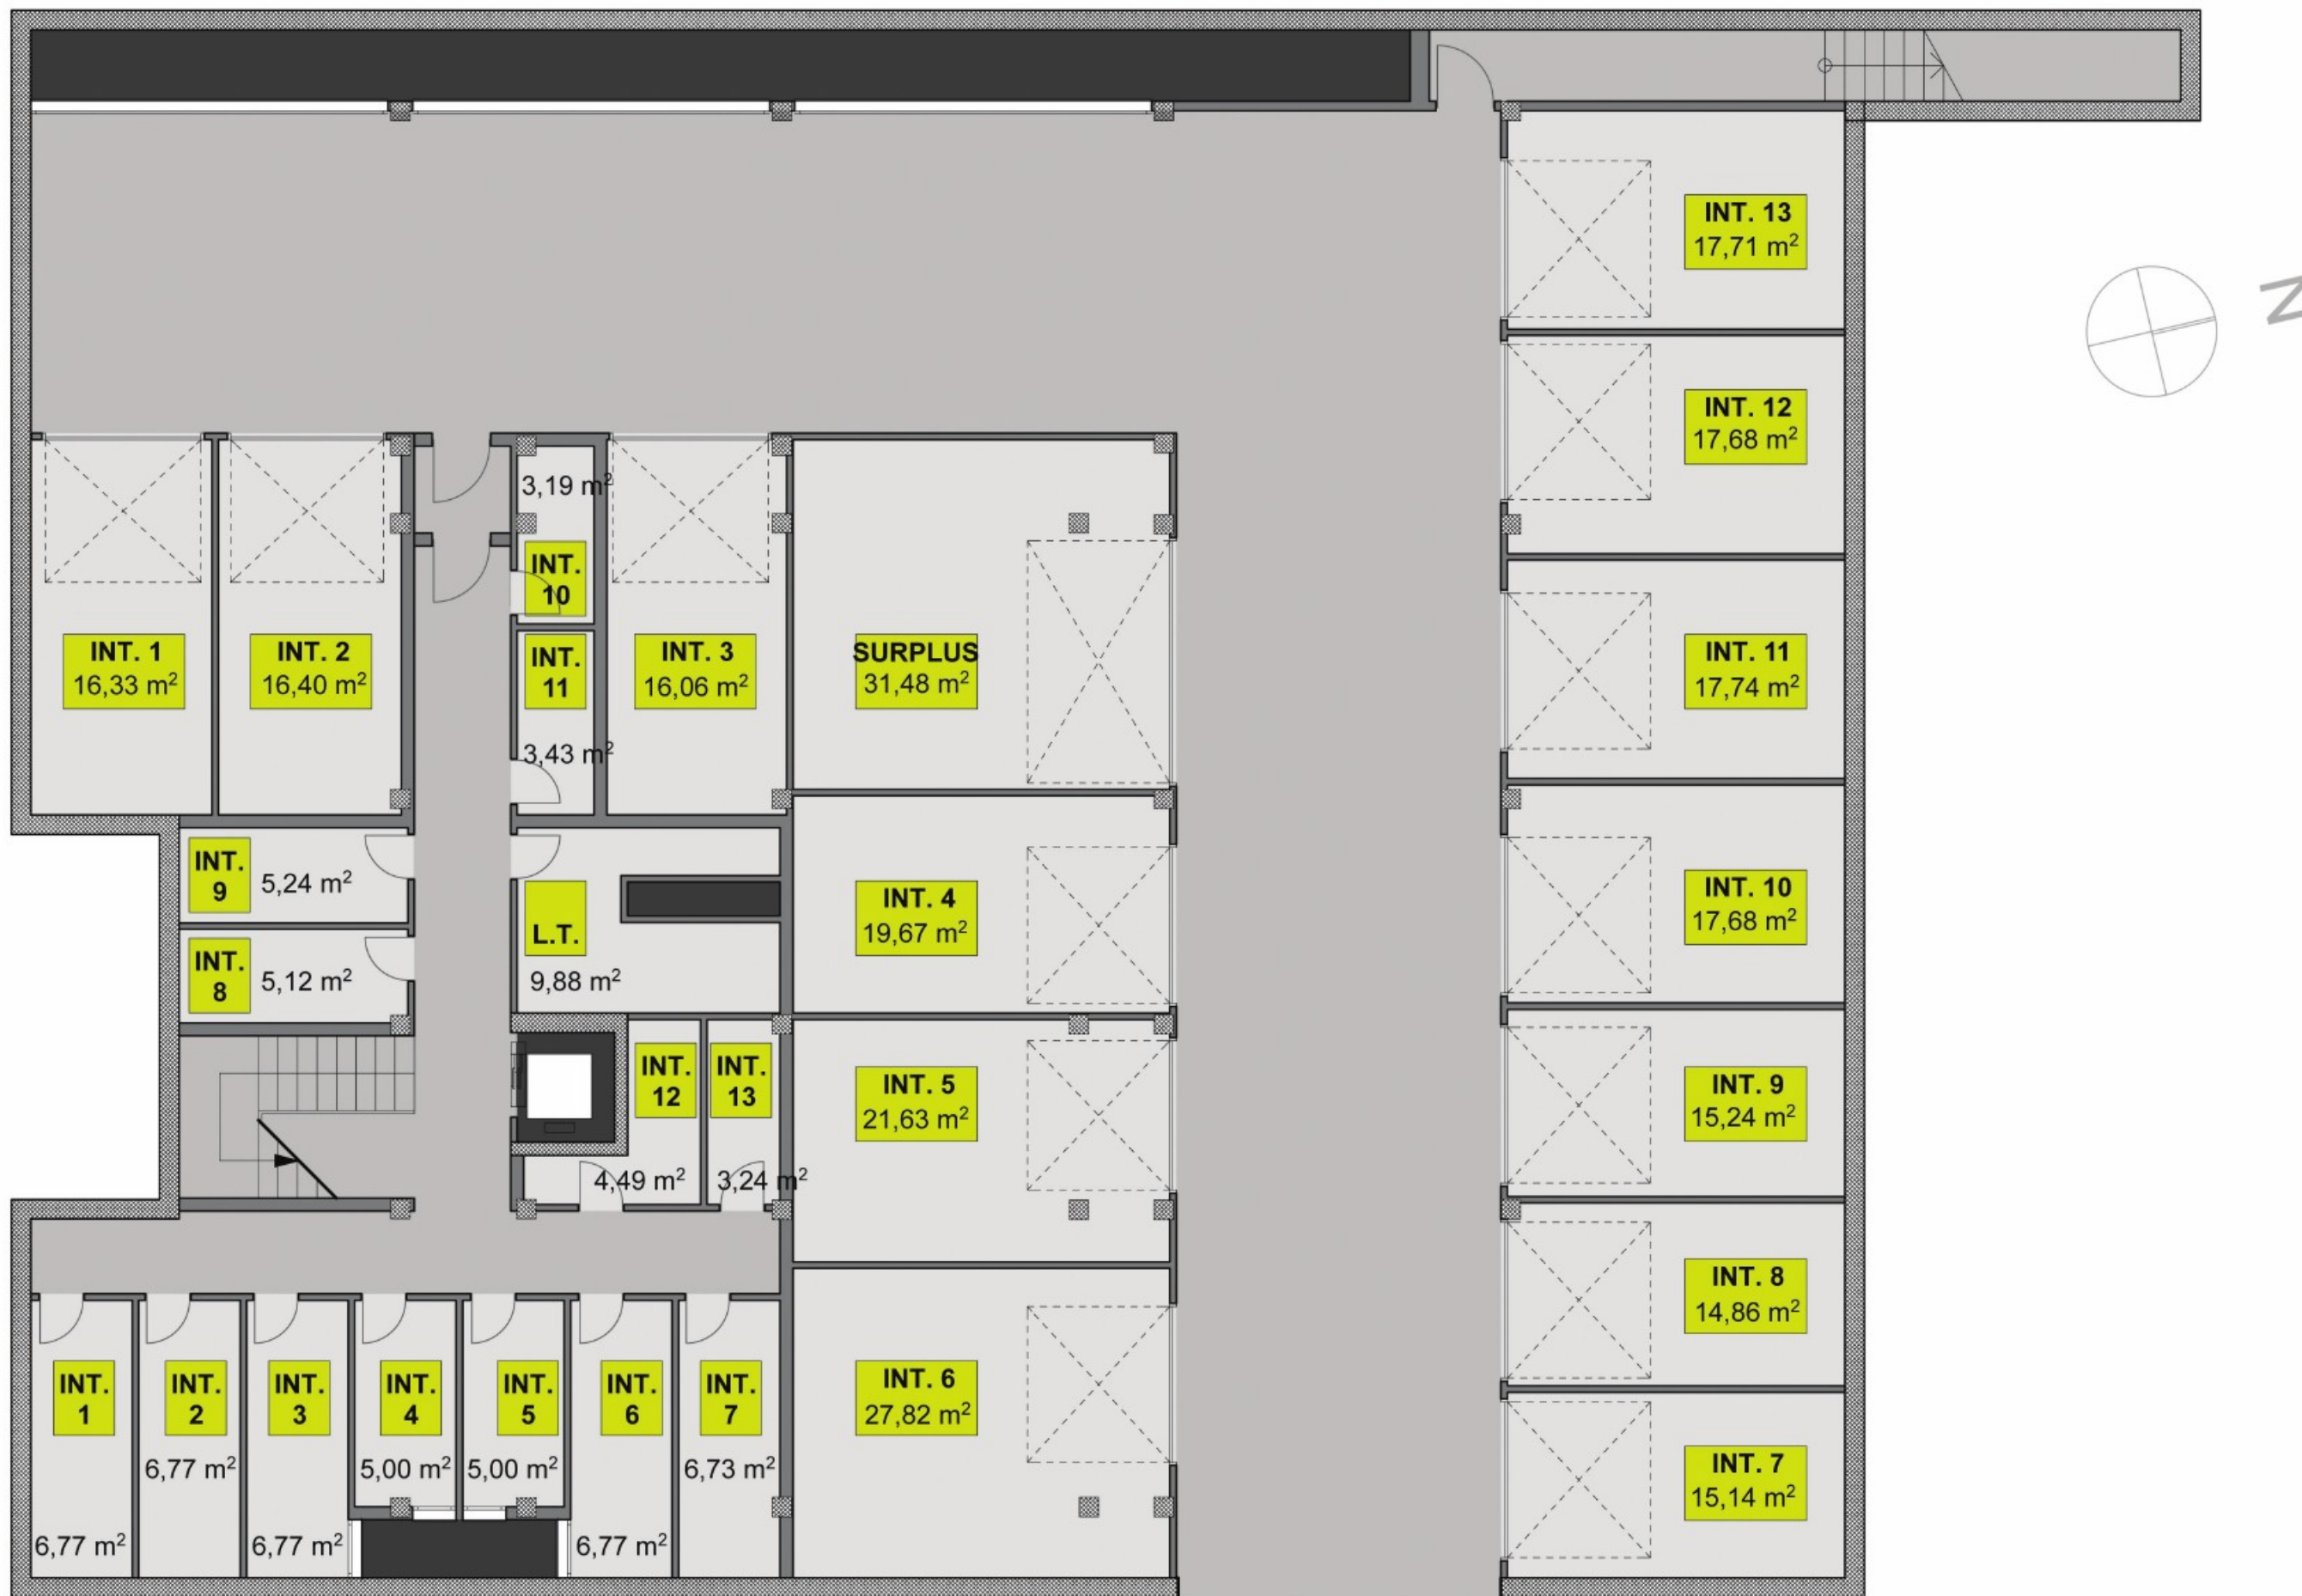 INT. 13
17,71 m²
N
INT. 12
17,68 m²
3,19 m²
INT.
10
INT. 1
16,33 m²
INT. 2
16,40 m²
INT.
11
3,43 m²
INT. 3
16,06 m²
SURPLUS
31,48 m²
INT. 11
17,74 m²
INT.
9
5,24 m²
INT.
8
5,12 m²
L.T.
9,88 m²
INT. 4
19,67 m²
INT. 10
17,68 m²
INT.
12
4,49 m²
INT.
13
3,24 m²
INT. 5
21,63 m²
INT. 9
15,24 m²
INT. 8
14,86 m²
INT.
1
6,77 m²
INT.
2
6,77 m²
INT.
3
6,77 m²
INT.
4
5,00 m²
INT.
5
5,00 m²
INT.
6
6,77 m²
INT.
7
6,73 m²
INT. 6
27,82 m²
INT. 7
15,14 m²